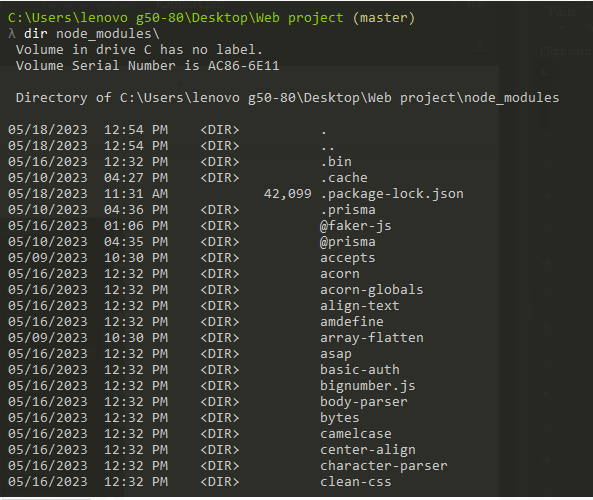 C:\Users\lenovo g50-80\Desktop\Web project (master)
λ dir node_modules\
Volume in drive C has no label.
Volume Serial Number is AC86-6E11
Directory of C:\Users\lenovo g50-80\Desktop\Web project\node_modules
05/18/2023 12:54 PM <DIR> .
05/18/2023 12:54 PM <DIR> ..
05/16/2023 12:32 PM <DIR> .bin
05/10/2023 04:27 PM <DIR> .cache
05/18/2023 11:31 AM 42,099 .package-lock.json
05/10/2023 04:36 PM <DIR> .prisma
05/16/2023 01:06 PM <DIR> @faker-js
05/10/2023 04:35 PM <DIR> @prisma
05/09/2023 10:30 PM <DIR> accepts
05/16/2023 12:32 PM <DIR> acorn
05/16/2023 12:32 PM <DIR> acorn-globals
05/16/2023 12:32 PM <DIR> align-text
05/16/2023 12:32 PM <DIR> amdefine
05/09/2023 10:30 PM <DIR> array-flatten
05/16/2023 12:32 PM <DIR> asap
05/16/2023 12:32 PM <DIR> basic-auth
05/16/2023 12:32 PM <DIR> bignumber.js
05/16/2023 12:32 PM <DIR> body-parser
05/16/2023 12:32 PM <DIR> bytes
05/16/2023 12:32 PM <DIR> camelcase
05/16/2023 12:32 PM <DIR> center-align
05/16/2023 12:32 PM <DIR> character-parser
05/16/2023 12:32 PM <DIR> clean-css